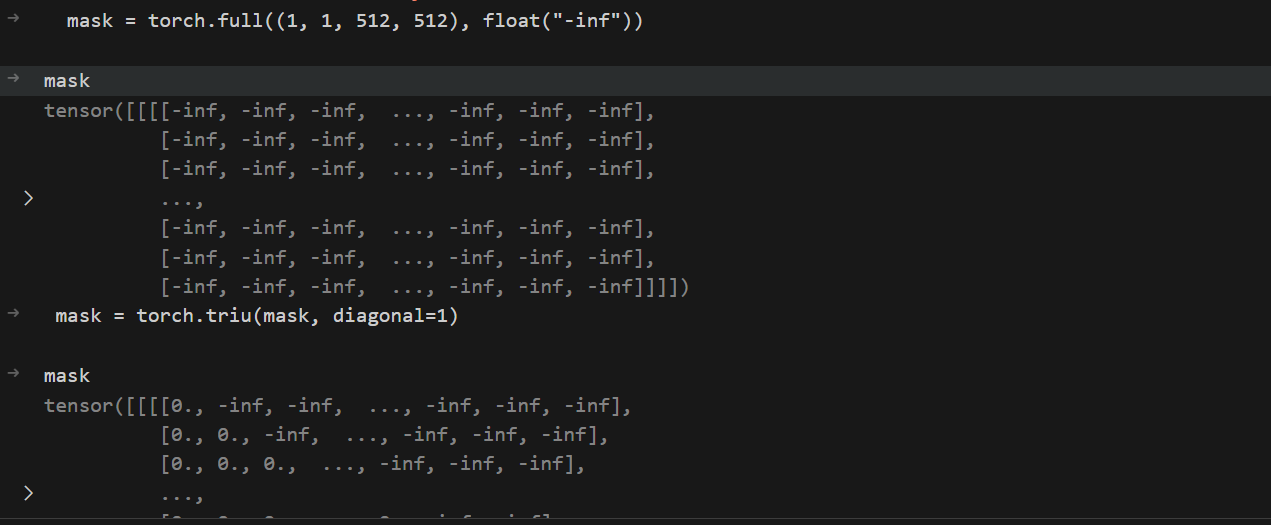 mask = torch.full((1, 1, 512, 512), float("-inf"))
mask
tensor([[[[-inf, -inf, -inf,  ..., -inf, -inf, -inf],
[-inf, -inf, -inf,  ..., -inf, -inf, -inf],
[-inf, -inf, -inf,  ..., -inf, -inf, -inf],
...,
[-inf, -inf, -inf,  ..., -inf, -inf, -inf],
[-inf, -inf, -inf,  ..., -inf, -inf, -inf],
[-inf, -inf, -inf,  ..., -inf, -inf, -inf]]]])
mask = torch.triu(mask, diagonal=1)
mask
tensor([[[[0., -inf, -inf,  ..., -inf, -inf, -inf],
[0., 0., -inf,  ..., -inf, -inf, -inf],
[0., 0., 0.,  ..., -inf, -inf, -inf],
...,